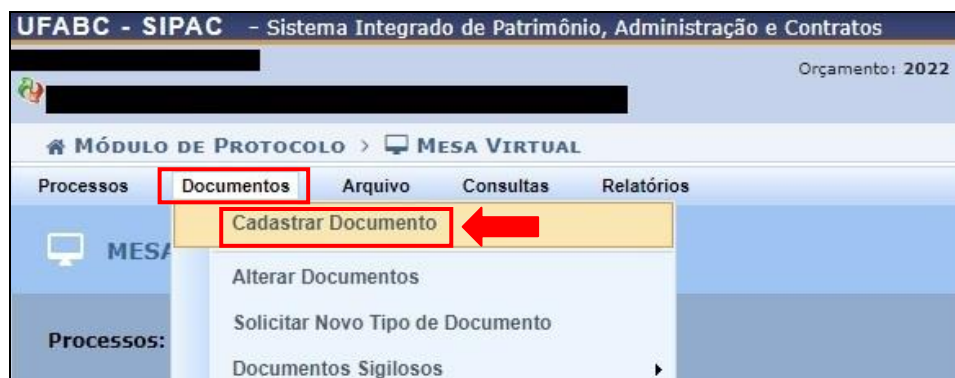 UFABC - SIPAC - Sistema Integrado de Patrimônio, Administração e Contratos
Orçamento: 2022
MÓDULO DE PROTOCOLO > MESA VIRTUAL
Processos Documentos Arquivo Consultas Relatórios
Cadastrar Documento
MESA
Alterar Documentos
Solicitar Novo Tipo de Documento
Processos:
Documentos Sigilosos